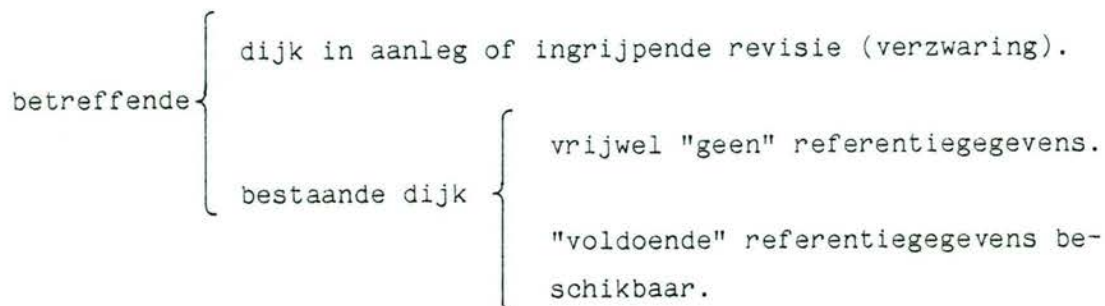 dijk in aanleg of ingrijpende revisie (verzwaring).
betreffende
vrijwel "geen" referentiegegevens.
bestaande dijk
"voldoende" referentiegegevens be-
schikbaar.